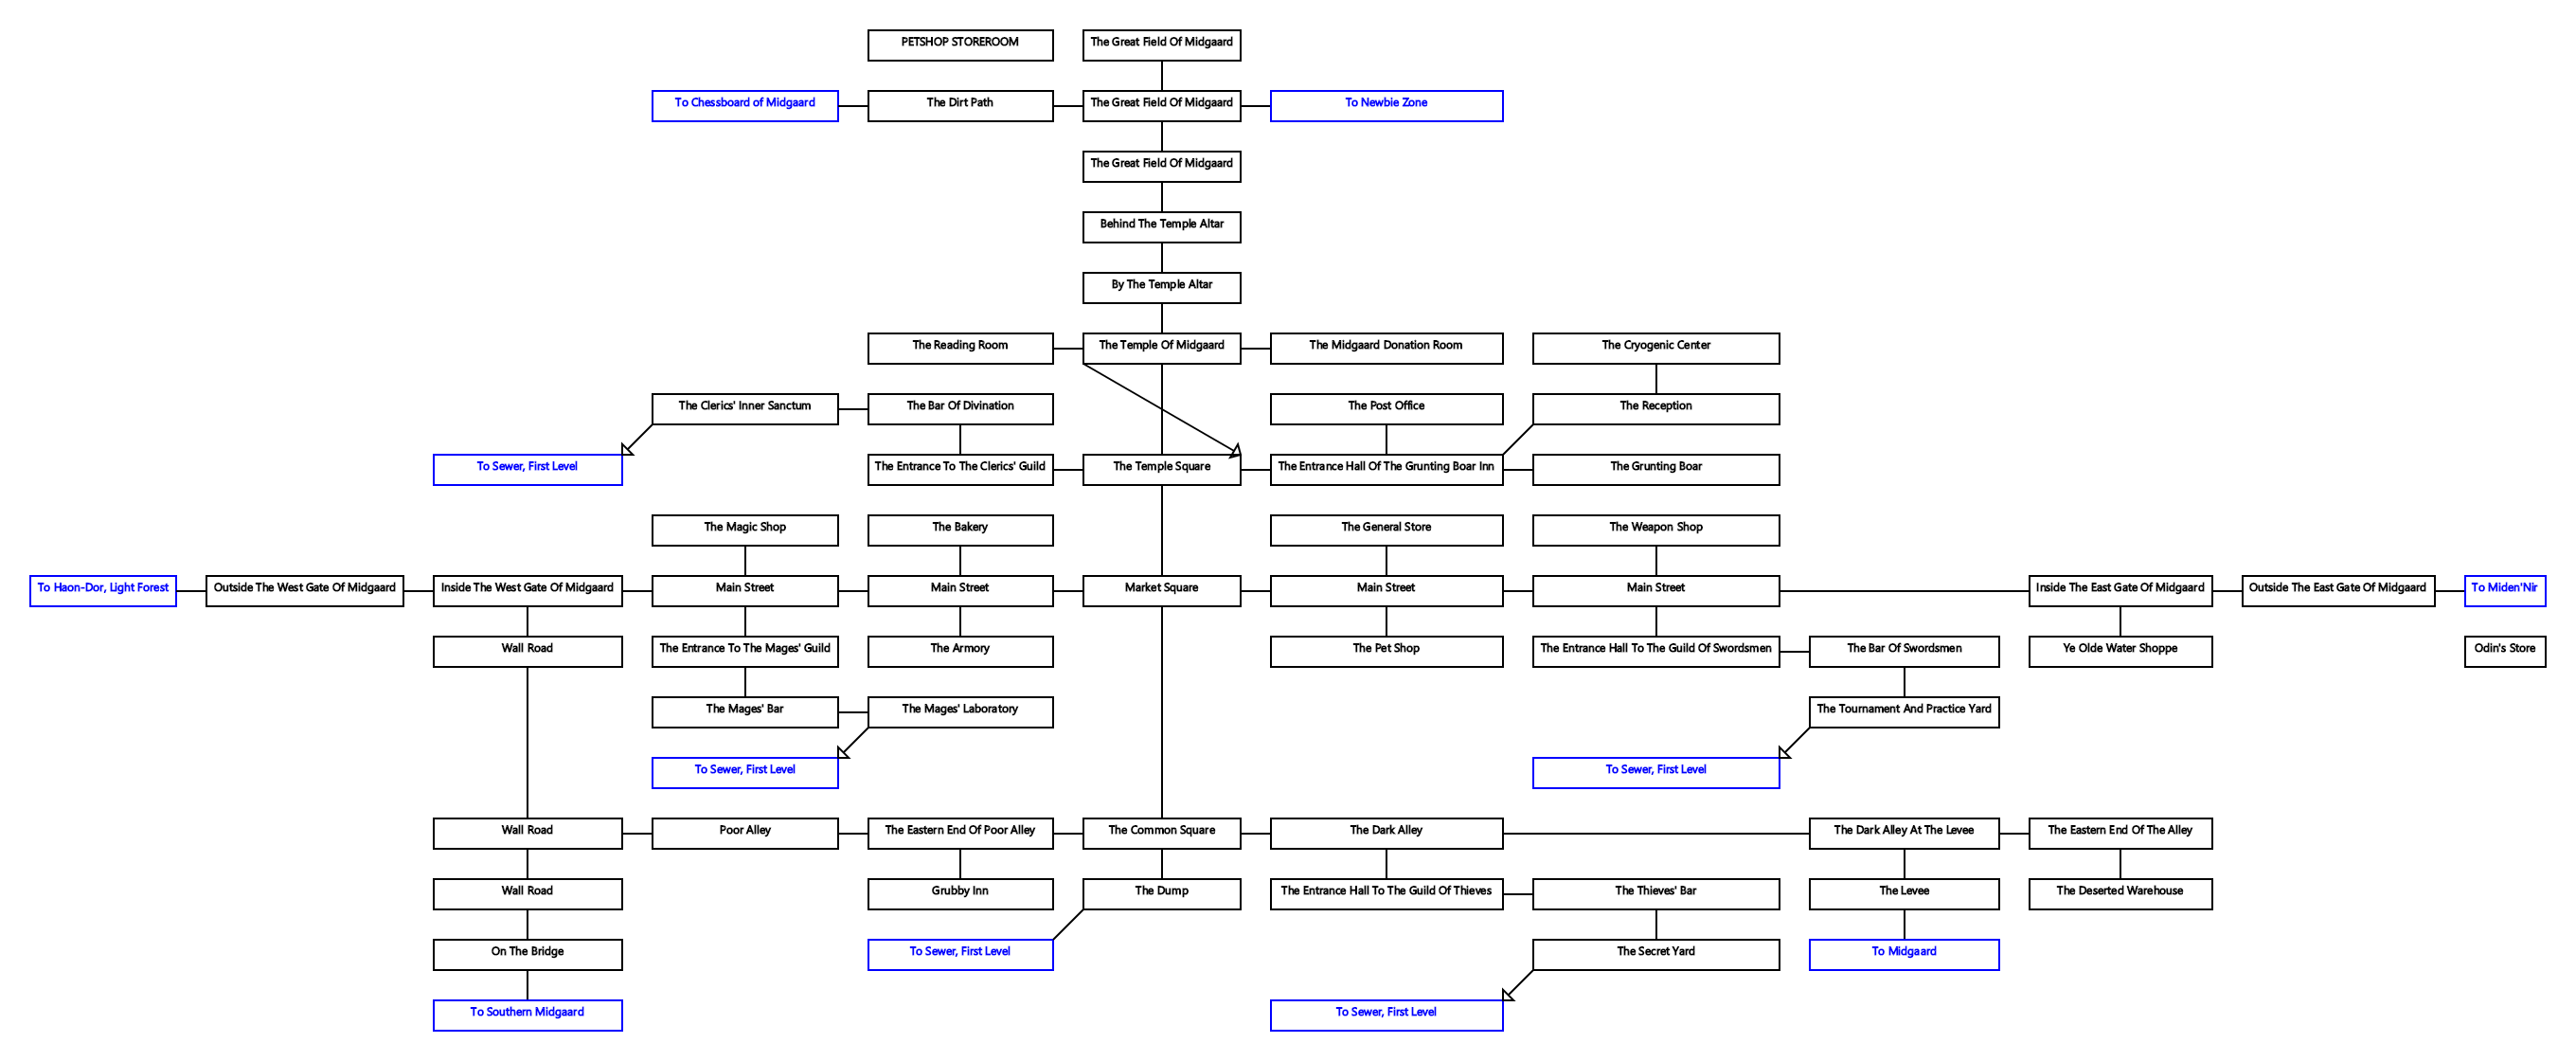 PETSHOP STOREROOM
The Great Field Of Midgaard
To Chessboard of Midgaard
The Dirt Path
The Great Field Of Midgaard
To Newbie Zone
The Great Field Of Midgaard
Behind The Temple Altar
By The Temple Altar
The Reading Room
The Temple Of Midgaard
The Midgaard Donation Room
The Cryogenic Center
The Clerics' Inner Sanctum
The Bar Of Divination
The Post Office
The Reception
To Sewer, First Level
The Entrance To The Clerics' Guild
The Temple Square
The Entrance Hall Of The Grunting Boar Inn
The Grunting Boar
The Magic Shop
The Bakery
The General Store
The Weapon Shop
To Haon-Dor, Light Forest
Outside The West Gate Of Midgaard
Inside The West Gate Of Midgaard
Main Street
Main Street
Market Square
Main Street
Main Street
Inside The East Gate Of Midgaard
Outside The East Gate Of Midgaard
To Miden'Nir
Wall Road
The Entrance To The Mages' Guild
The Armory
The Pet Shop
The Entrance Hall To The Guild Of Swordsmen
The Bar Of Swordsmen
Ye Olde Water Shoppe
Odin's Store
The Mages' Bar
The Mages' Laboratory
The Tournament And Practice Yard
To Sewer, First Level
To Sewer, First Level
Wall Road
Poor Alley
The Eastern End Of Poor Alley
The Common Square
The Dark Alley
The Dark Alley At The Levee
The Eastern End Of The Alley
Wall Road
Grubby Inn
The Dump
The Entrance Hall To The Guild Of Thieves
The Thieves' Bar
The Levee
The Deserted Warehouse
On The Bridge
To Sewer, First Level
The Secret Yard
To Midgaard
To Southern Midgaard
To Sewer, First Level